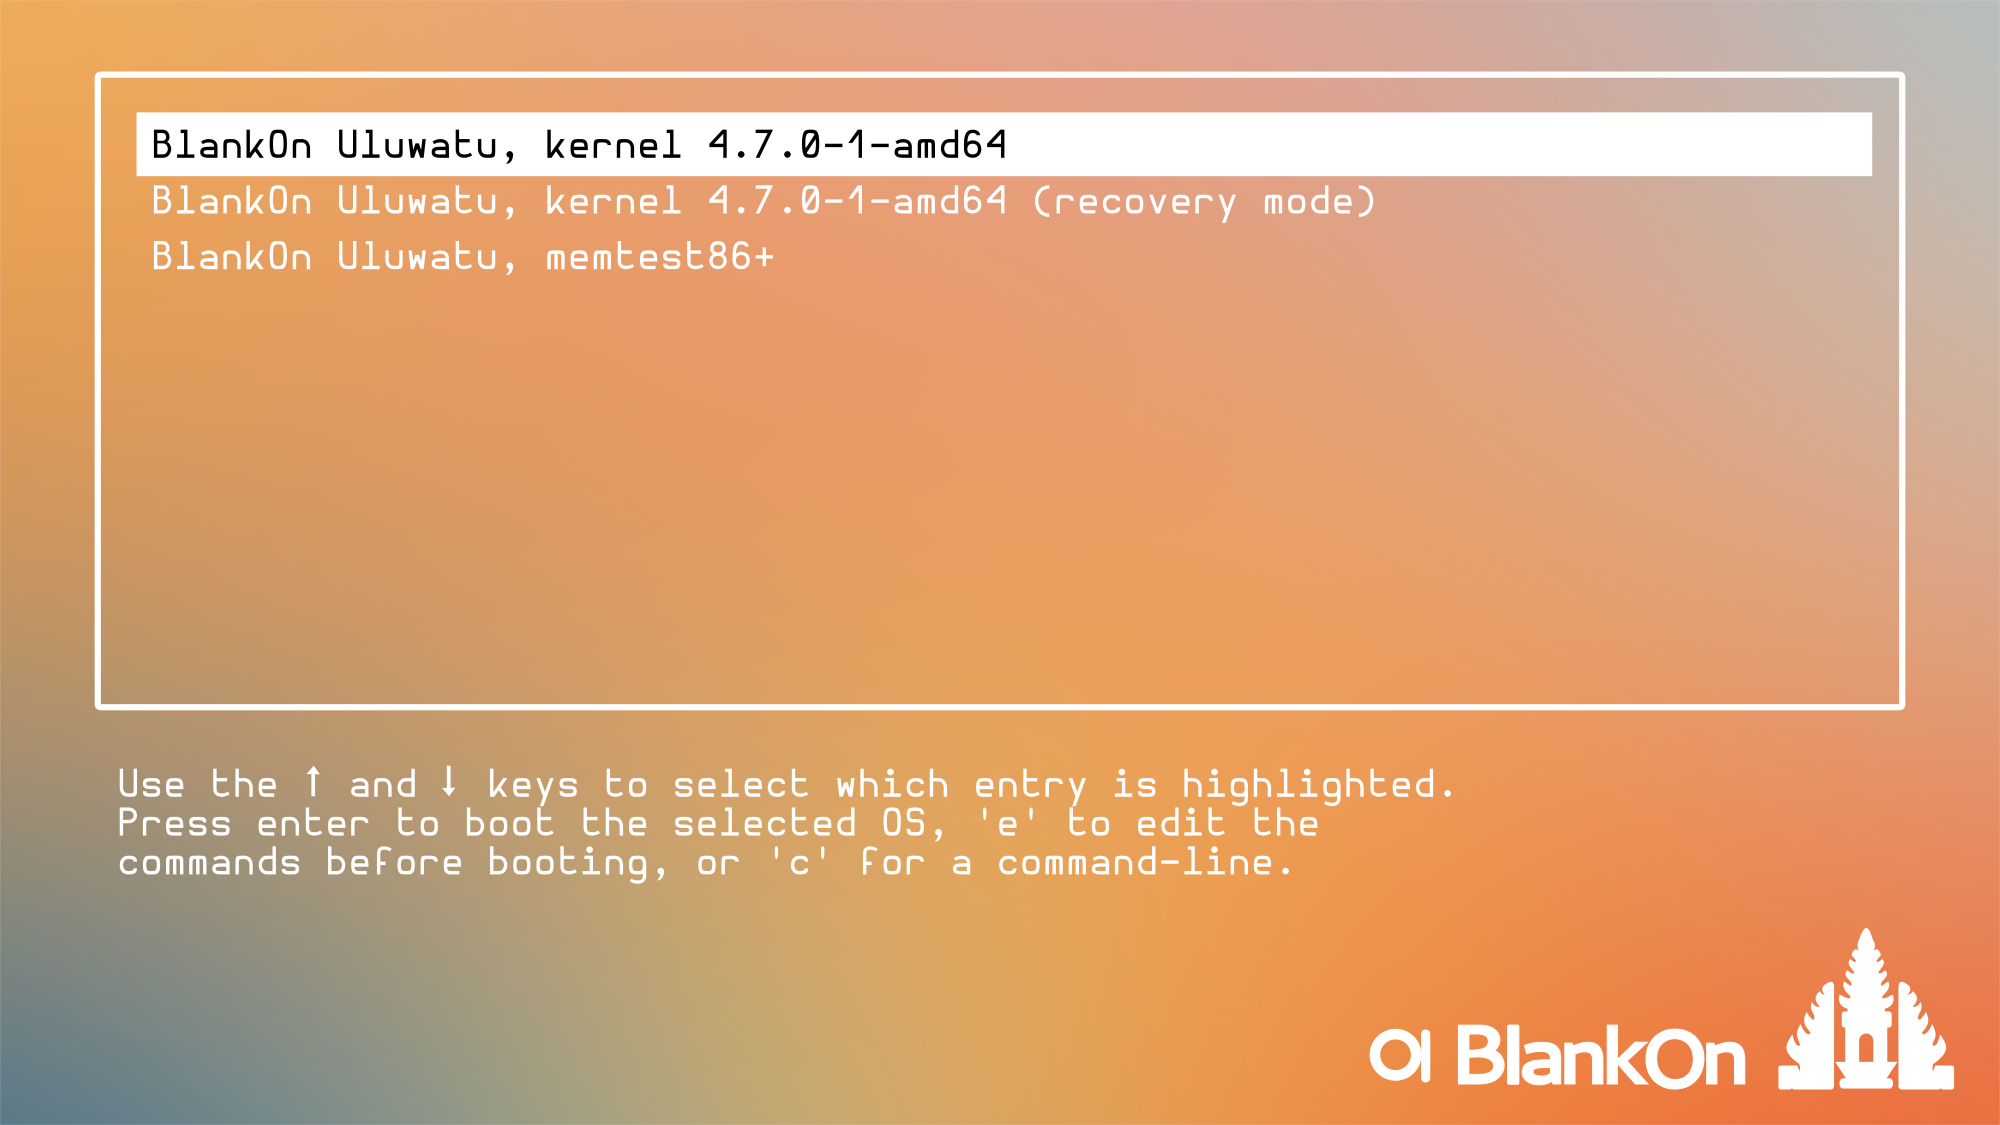 BlankOn Uluwatu, kernel 4.7.0-1-amd64
BlankOn Uluwatu, kernel 4.7.0-1-amd64 (recovery mode)
BlankOn Uluwatu, memtest86+
Use the ↑ and ↓ keys to select which entry is highlighted.
Press enter to boot the selected OS, 'e' to edit the
commands before booting, or 'c' for a command-line.
BlankOn